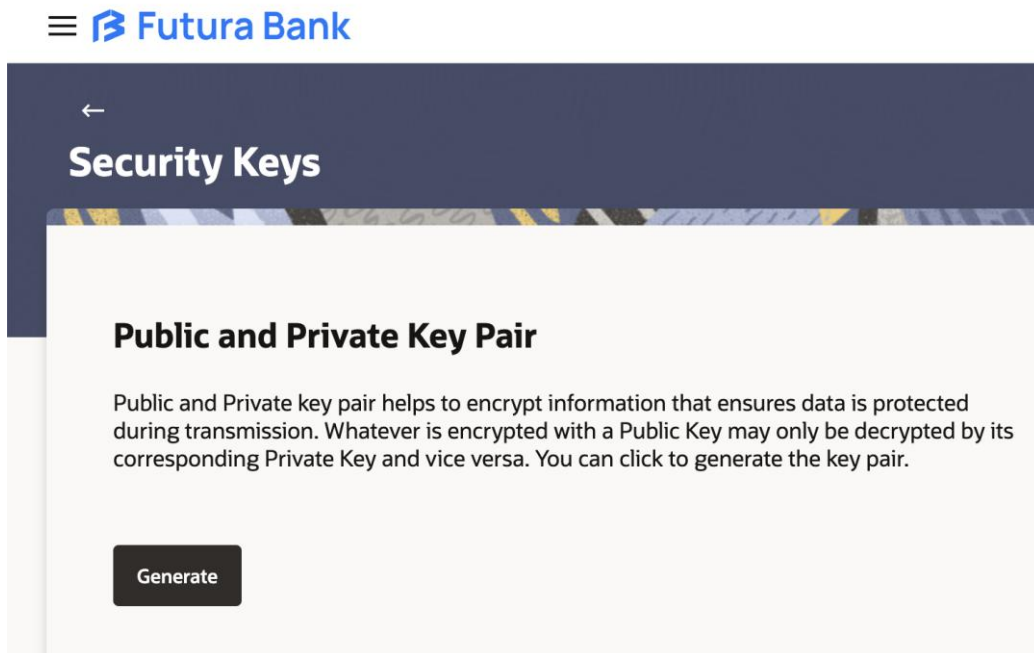 Futura Bank
Security Keys
Public and Private Key Pair
Public and Private key pair helps to encrypt information that ensures data is protected
during transmission. Whatever is encrypted with a Public Key may only be decrypted by its
corresponding Private Key and vice versa. You can click to generate the key pair.
Generate